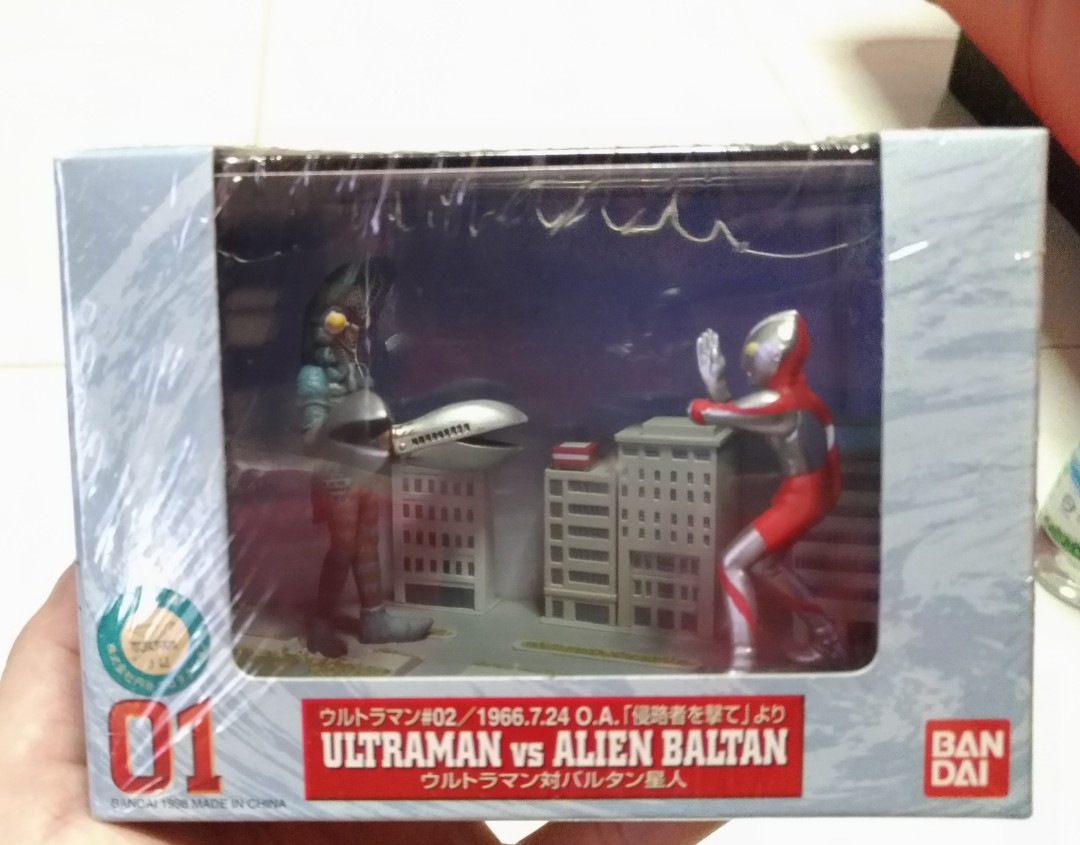 01
BANDAI 1996 MADE IN CHINA
ウルトラマン#02／1966.7.24 O.A.「侵略者を撃て」より
ULTRAMAN vs ALIEN BALTAN
ウルトラマン対バルタン星人
BAN
DAI